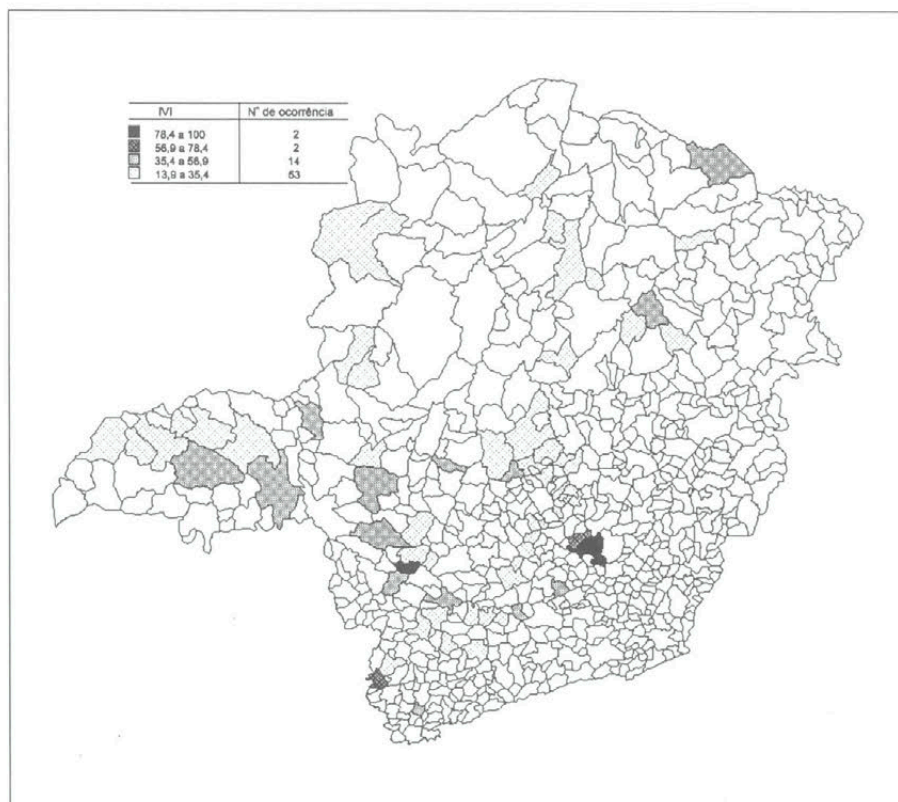 IVI N° de ocorrência
78,4 a 100 2
56,9 a 78,4 2
35,4 a 56,9 14
13,9 a 35,4 53